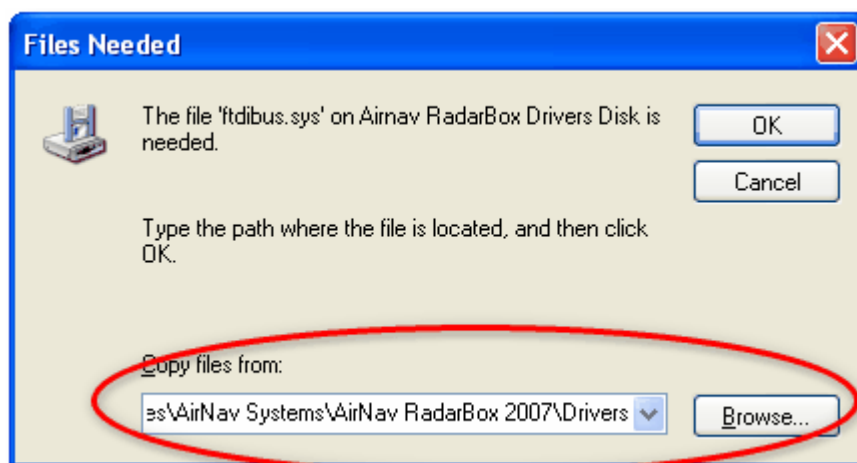 Files Needed
The file 'ftdibus.sys' on Airnav RadarBox Drivers Disk is
needed.
OK
Cancel
Type the path where the file is located, and then click
OK.
Copy files from:
es\AirNav Systems\AirNav RadarBox 2007\Drivers
Browse...